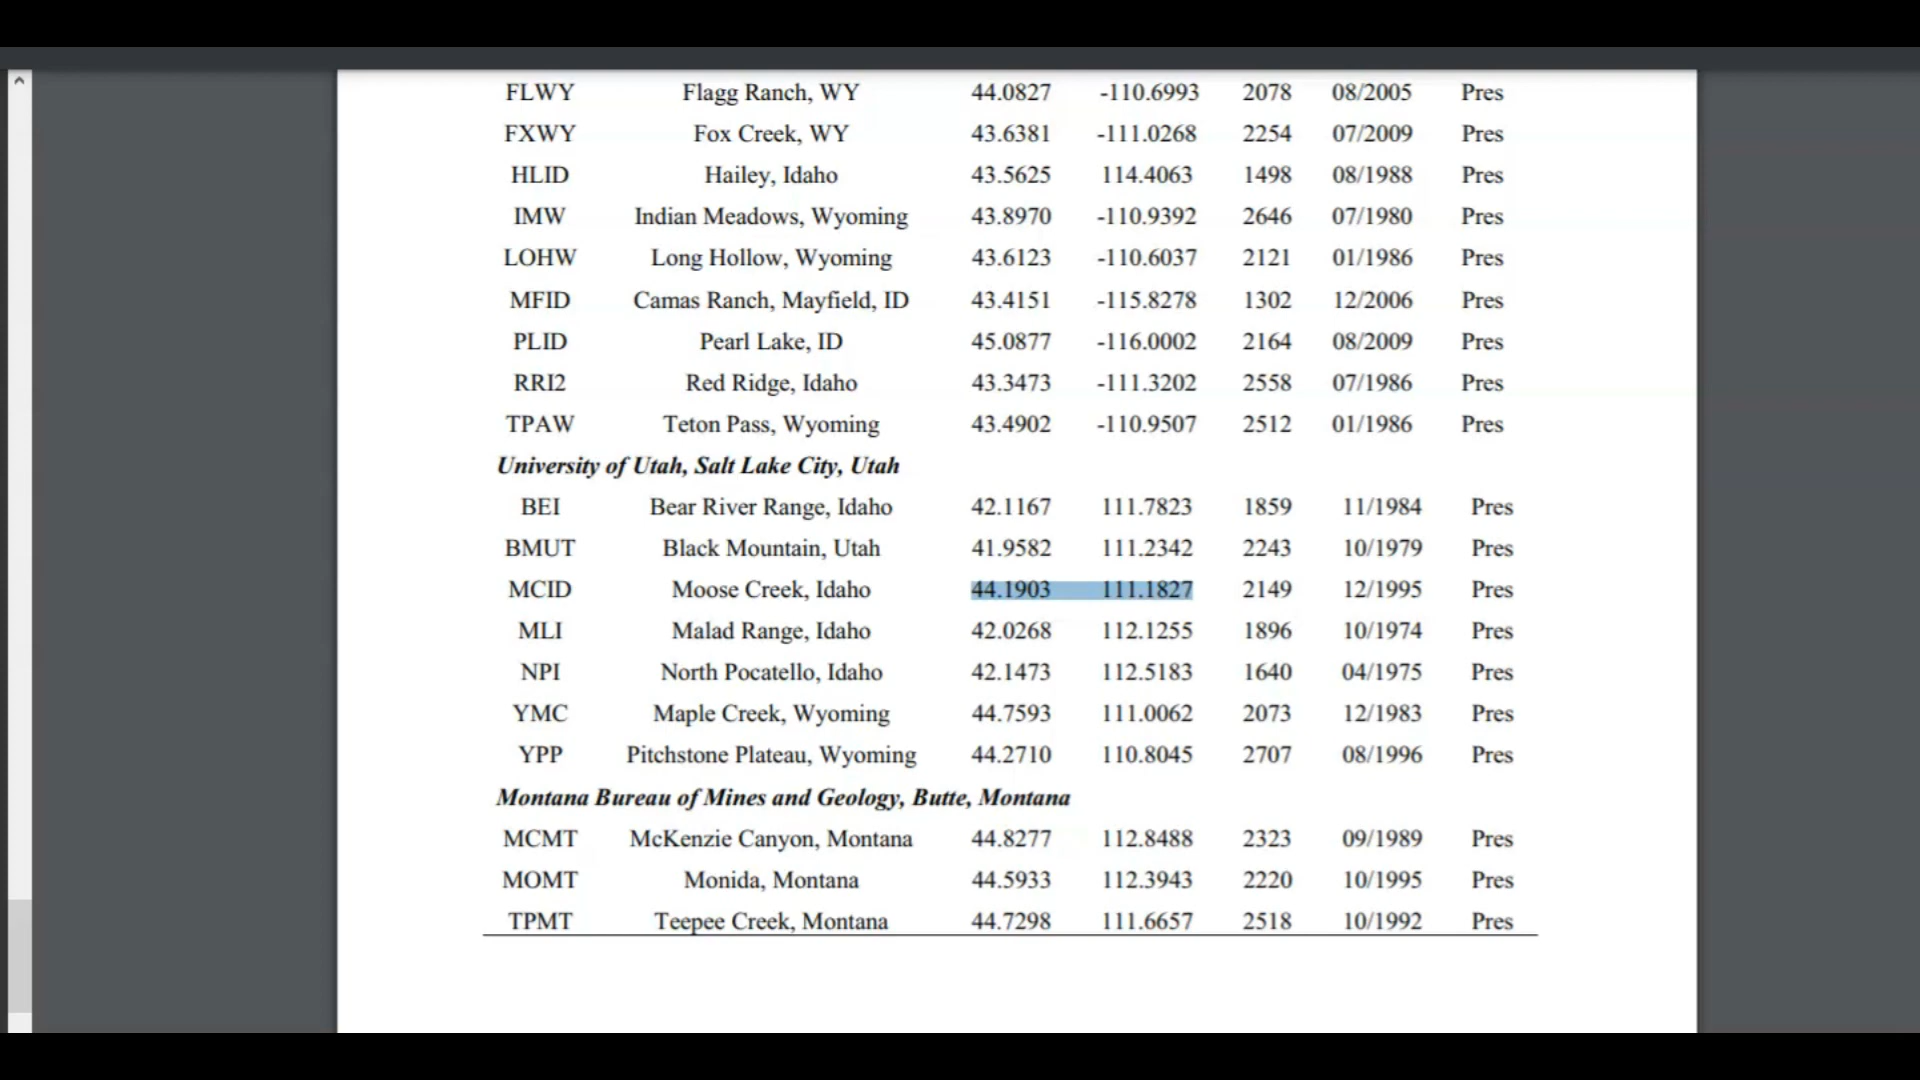 FLWY Flagg Ranch, WY 44.0827 -110.6993 2078 08/2005 Pres
FXWY Fox Creek, WY 43.6381 -111.0268 2254 07/2009 Pres
HLID Hailey, Idaho 43.5625 114.4063 1498 08/1988 Pres
IMW Indian Meadows, Wyoming 43.8970 -110.9392 2646 07/1980 Pres
LOHW Long Hollow, Wyoming 43.6123 -110.6037 2121 01/1986 Pres
MFID Camas Ranch, Mayfield, ID 43.4151 -115.8278 1302 12/2006 Pres
PLID Pearl Lake, ID 45.0877 -116.0002 2164 08/2009 Pres
RRI2 Red Ridge, Idaho 43.3473 -111.3202 2558 07/1986 Pres
TPAW Teton Pass, Wyoming 43.4902 -110.9507 2512 01/1986 Pres
University of Utah, Salt Lake City, Utah
BEI Bear River Range, Idaho 42.1167 111.7823 1859 11/1984 Pres
BMUT Black Mountain, Utah 41.9582 111.2342 2243 10/1979 Pres
MCID Moose Creek, Idaho 44.1903 111.1827 2149 12/1995 Pres
MLI Malad Range, Idaho 42.0268 112.1255 1896 10/1974 Pres
NPI North Pocatello, Idaho 42.1473 112.5183 1640 04/1975 Pres
YMC Maple Creek, Wyoming 44.7593 111.0062 2073 12/1983 Pres
YPP Pitchstone Plateau, Wyoming 44.2710 110.8045 2707 08/1996 Pres
Montana Bureau of Mines and Geology, Butte, Montana
MCMT McKenzie Canyon, Montana 44.8277 112.8488 2323 09/1989 Pres
MOMT Monida, Montana 44.5933 112.3943 2220 10/1995 Pres
TPMT Teepee Creek, Montana 44.7298 111.6657 2518 10/1992 Pres